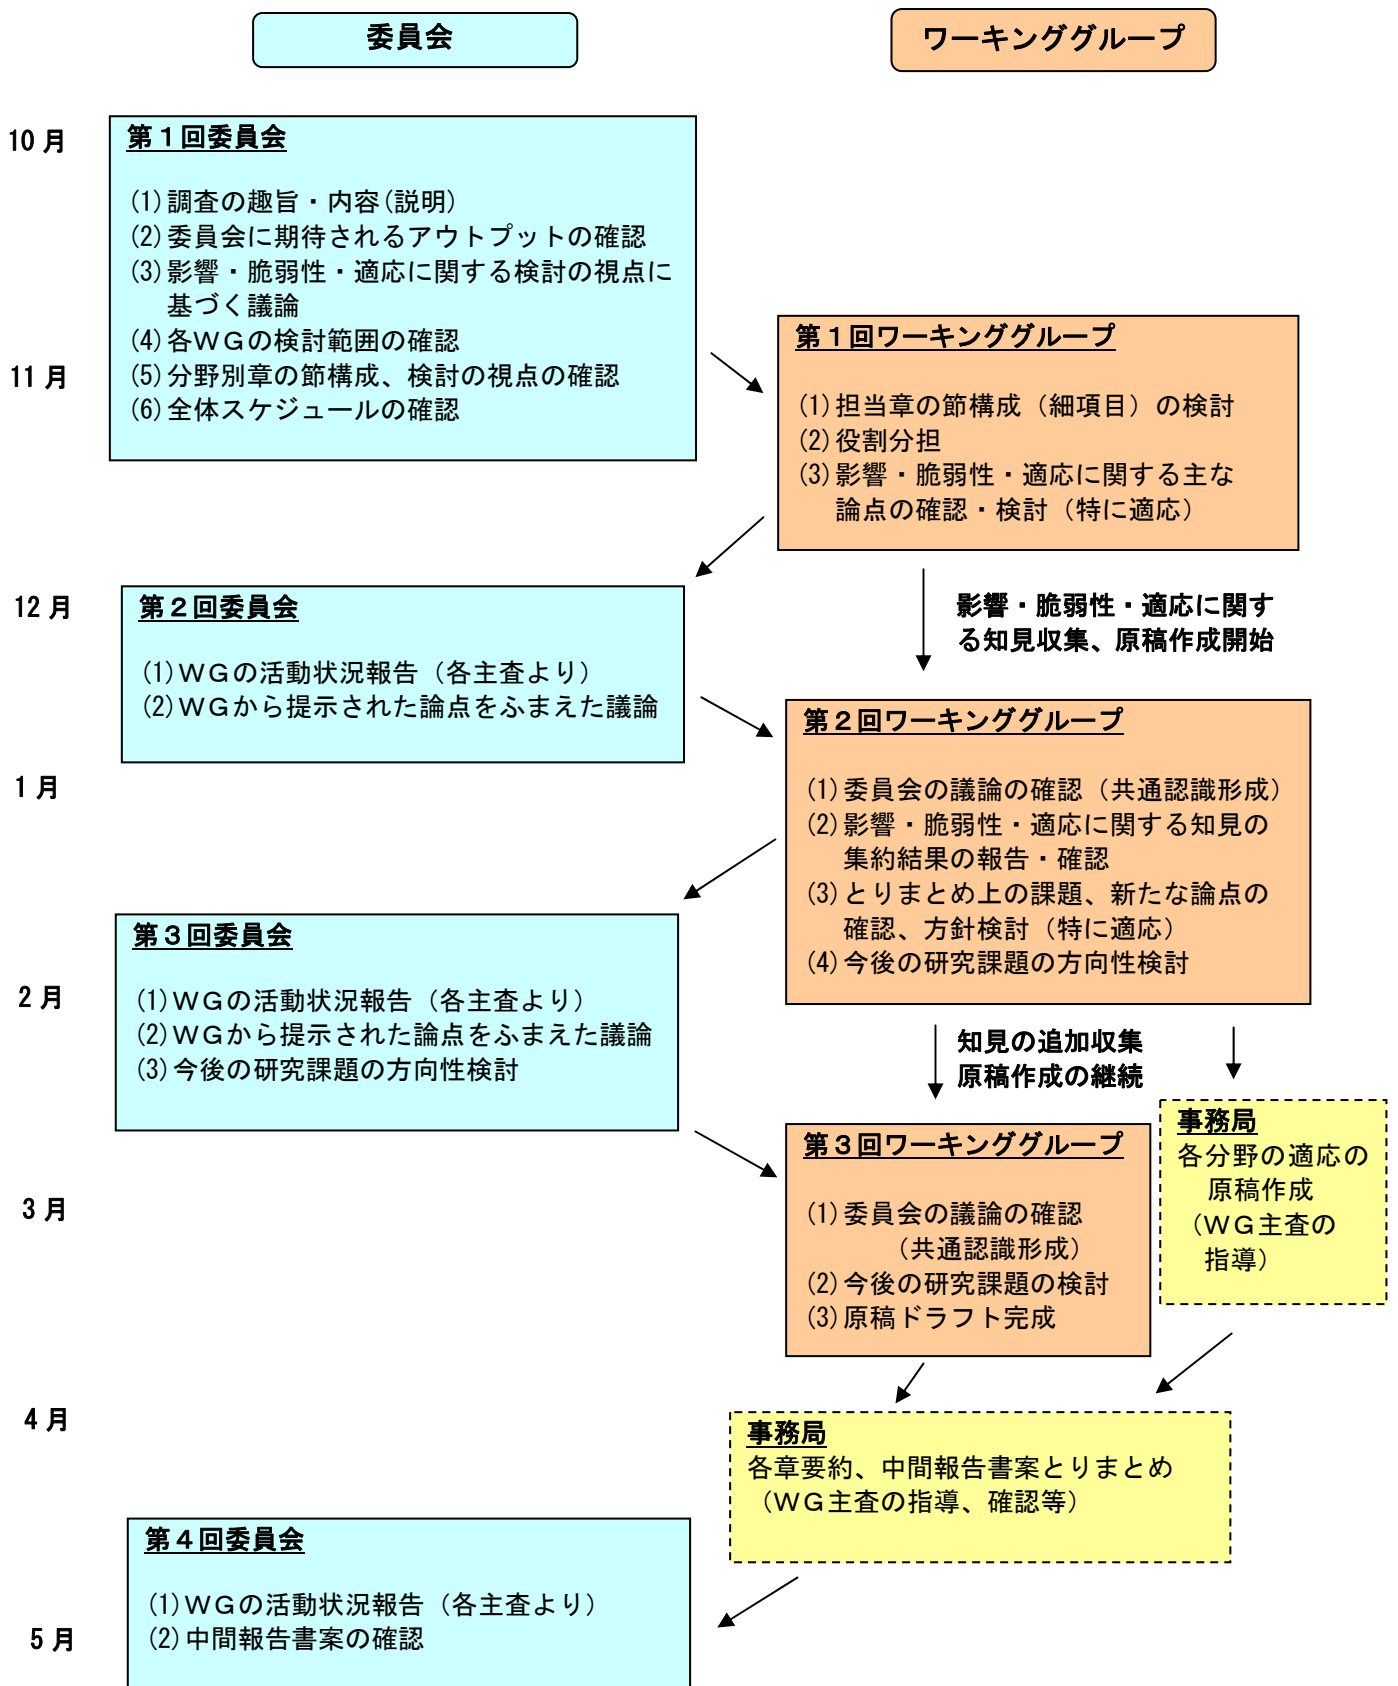 委員会
ワーキンググループ
10 月
第１回委員会
(1)調査の趣旨・内容(説明)
(2)委員会に期待されるアウトプットの確認
(3)影響・脆弱性・適応に関する検討の視点に
基づく議論
(4)各ＷＧの検討範囲の確認
(5)分野別章の節構成、検討の視点の確認
(6)全体スケジュールの確認
11 月
第１回ワーキンググループ
(1)担当章の節構成（細項目）の検討
(2)役割分担
(3)影響・脆弱性・適応に関する主な
論点の確認・検討（特に適応）
12 月
第２回委員会
(1)ＷＧの活動状況報告（各主査より）
(2)ＷＧから提示された論点をふまえた議論
影響・脆弱性・適応に関す
る知見収集、原稿作成開始
1 月
第２回ワーキンググループ
(1)委員会の議論の確認（共通認識形成）
(2)影響・脆弱性・適応に関する知見の
集約結果の報告・確認
(3)とりまとめ上の課題、新たな論点の
確認、方針検討（特に適応）
(4)今後の研究課題の方向性検討
2 月
第３回委員会
(1)ＷＧの活動状況報告（各主査より）
(2)ＷＧから提示された論点をふまえた議論
(3)今後の研究課題の方向性検討
知見の追加収集
原稿作成の継続
3 月
第３回ワーキンググループ
(1)委員会の議論の確認
（共通認識形成）
(2)今後の研究課題の検討
(3)原稿ドラフト完成
事務局
各分野の適応の
原稿作成
（ＷＧ主査の
指導）
4 月
事務局
各章要約、中間報告書案とりまとめ
（ＷＧ主査の指導、確認等）
第４回委員会
(1)ＷＧの活動状況報告（各主査より）
(2)中間報告書案の確認
5 月